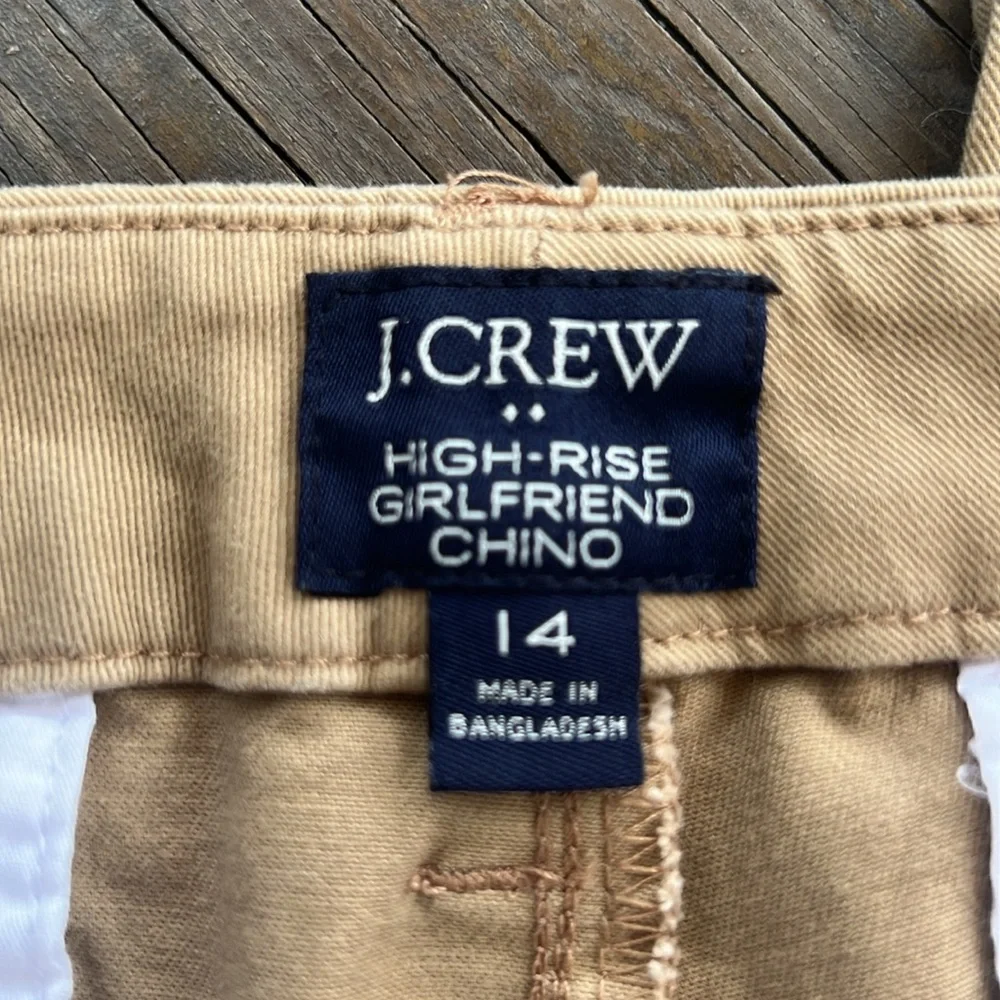 J.CREW
HIGH-RISE
GIRLFRIEND
CHINO
14
MADE IN
BANGLADESH